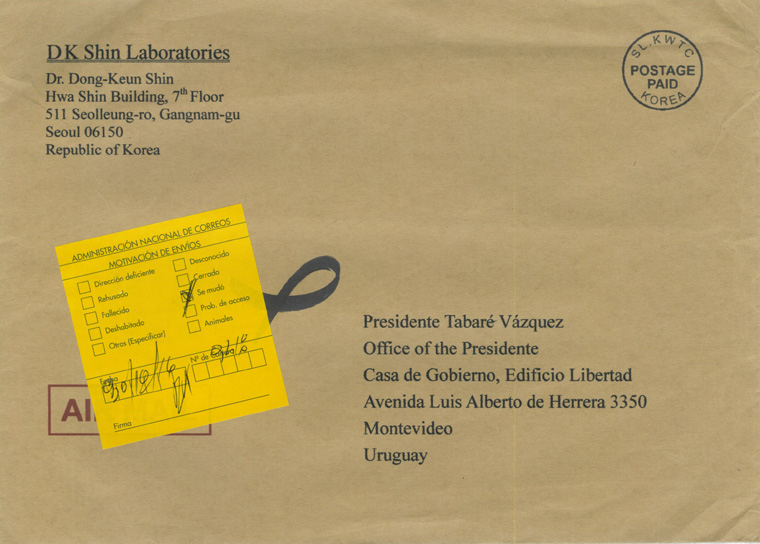 D K Shin Laboratories
Dr. Dong-Keun Shin
Hwa Shin Building, 7th Floor
511 Seolleung-ro, Gangnam-gu
Seoul 06150
Republic of Korea
SL.KWTC
POSTAGE
PAID
KOREA
ADMINISTRACIÓN NACIONAL DE CORREOS
MOTIVACIÓN DE ENVÍOS
Dirección deficiente
Rehusado
Fallecido
Deshabitado
Otros (Especificar)
Desconocido
Cerrado
Se mudó
Prob. de acceso
Animales
Nº de
Firma
Presidente Tabaré Vázquez
Office of the Presidente
Casa de Gobierno, Edificio Libertad
Avenida Luis Alberto de Herrera 3350
Montevideo
Uruguay